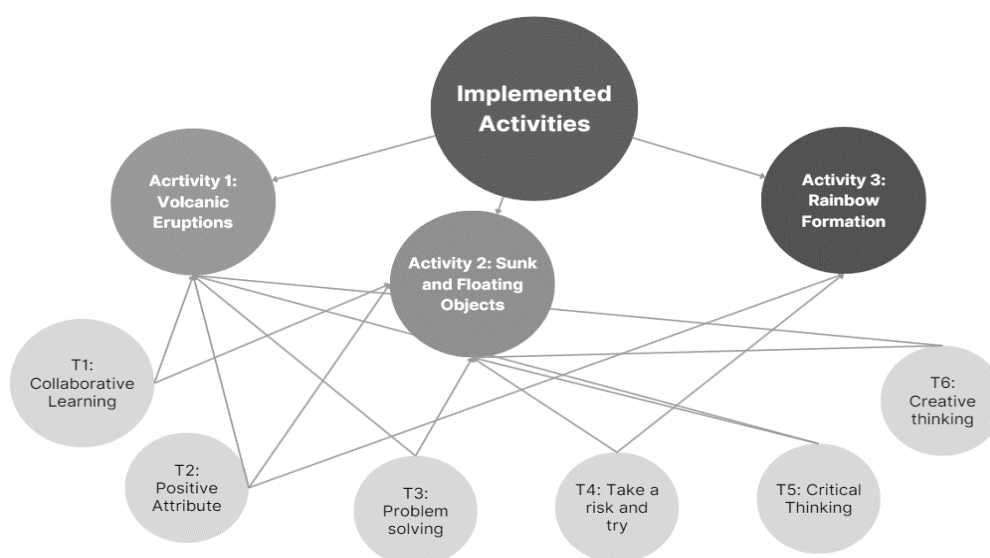 Implemented
Activities
Acrtivity 1:
Volcanic
Eruptions
Activity 2: Sunk
and Floating
Objects
Activity 3:
Rainbow
Formation
T1:
Collaborative
Learning
T2:
Positive
Attribute
T3:
Problem
solving
T4: Take a
risk and
try
T5: Critical
Thinking
T6:
Creative
thinking